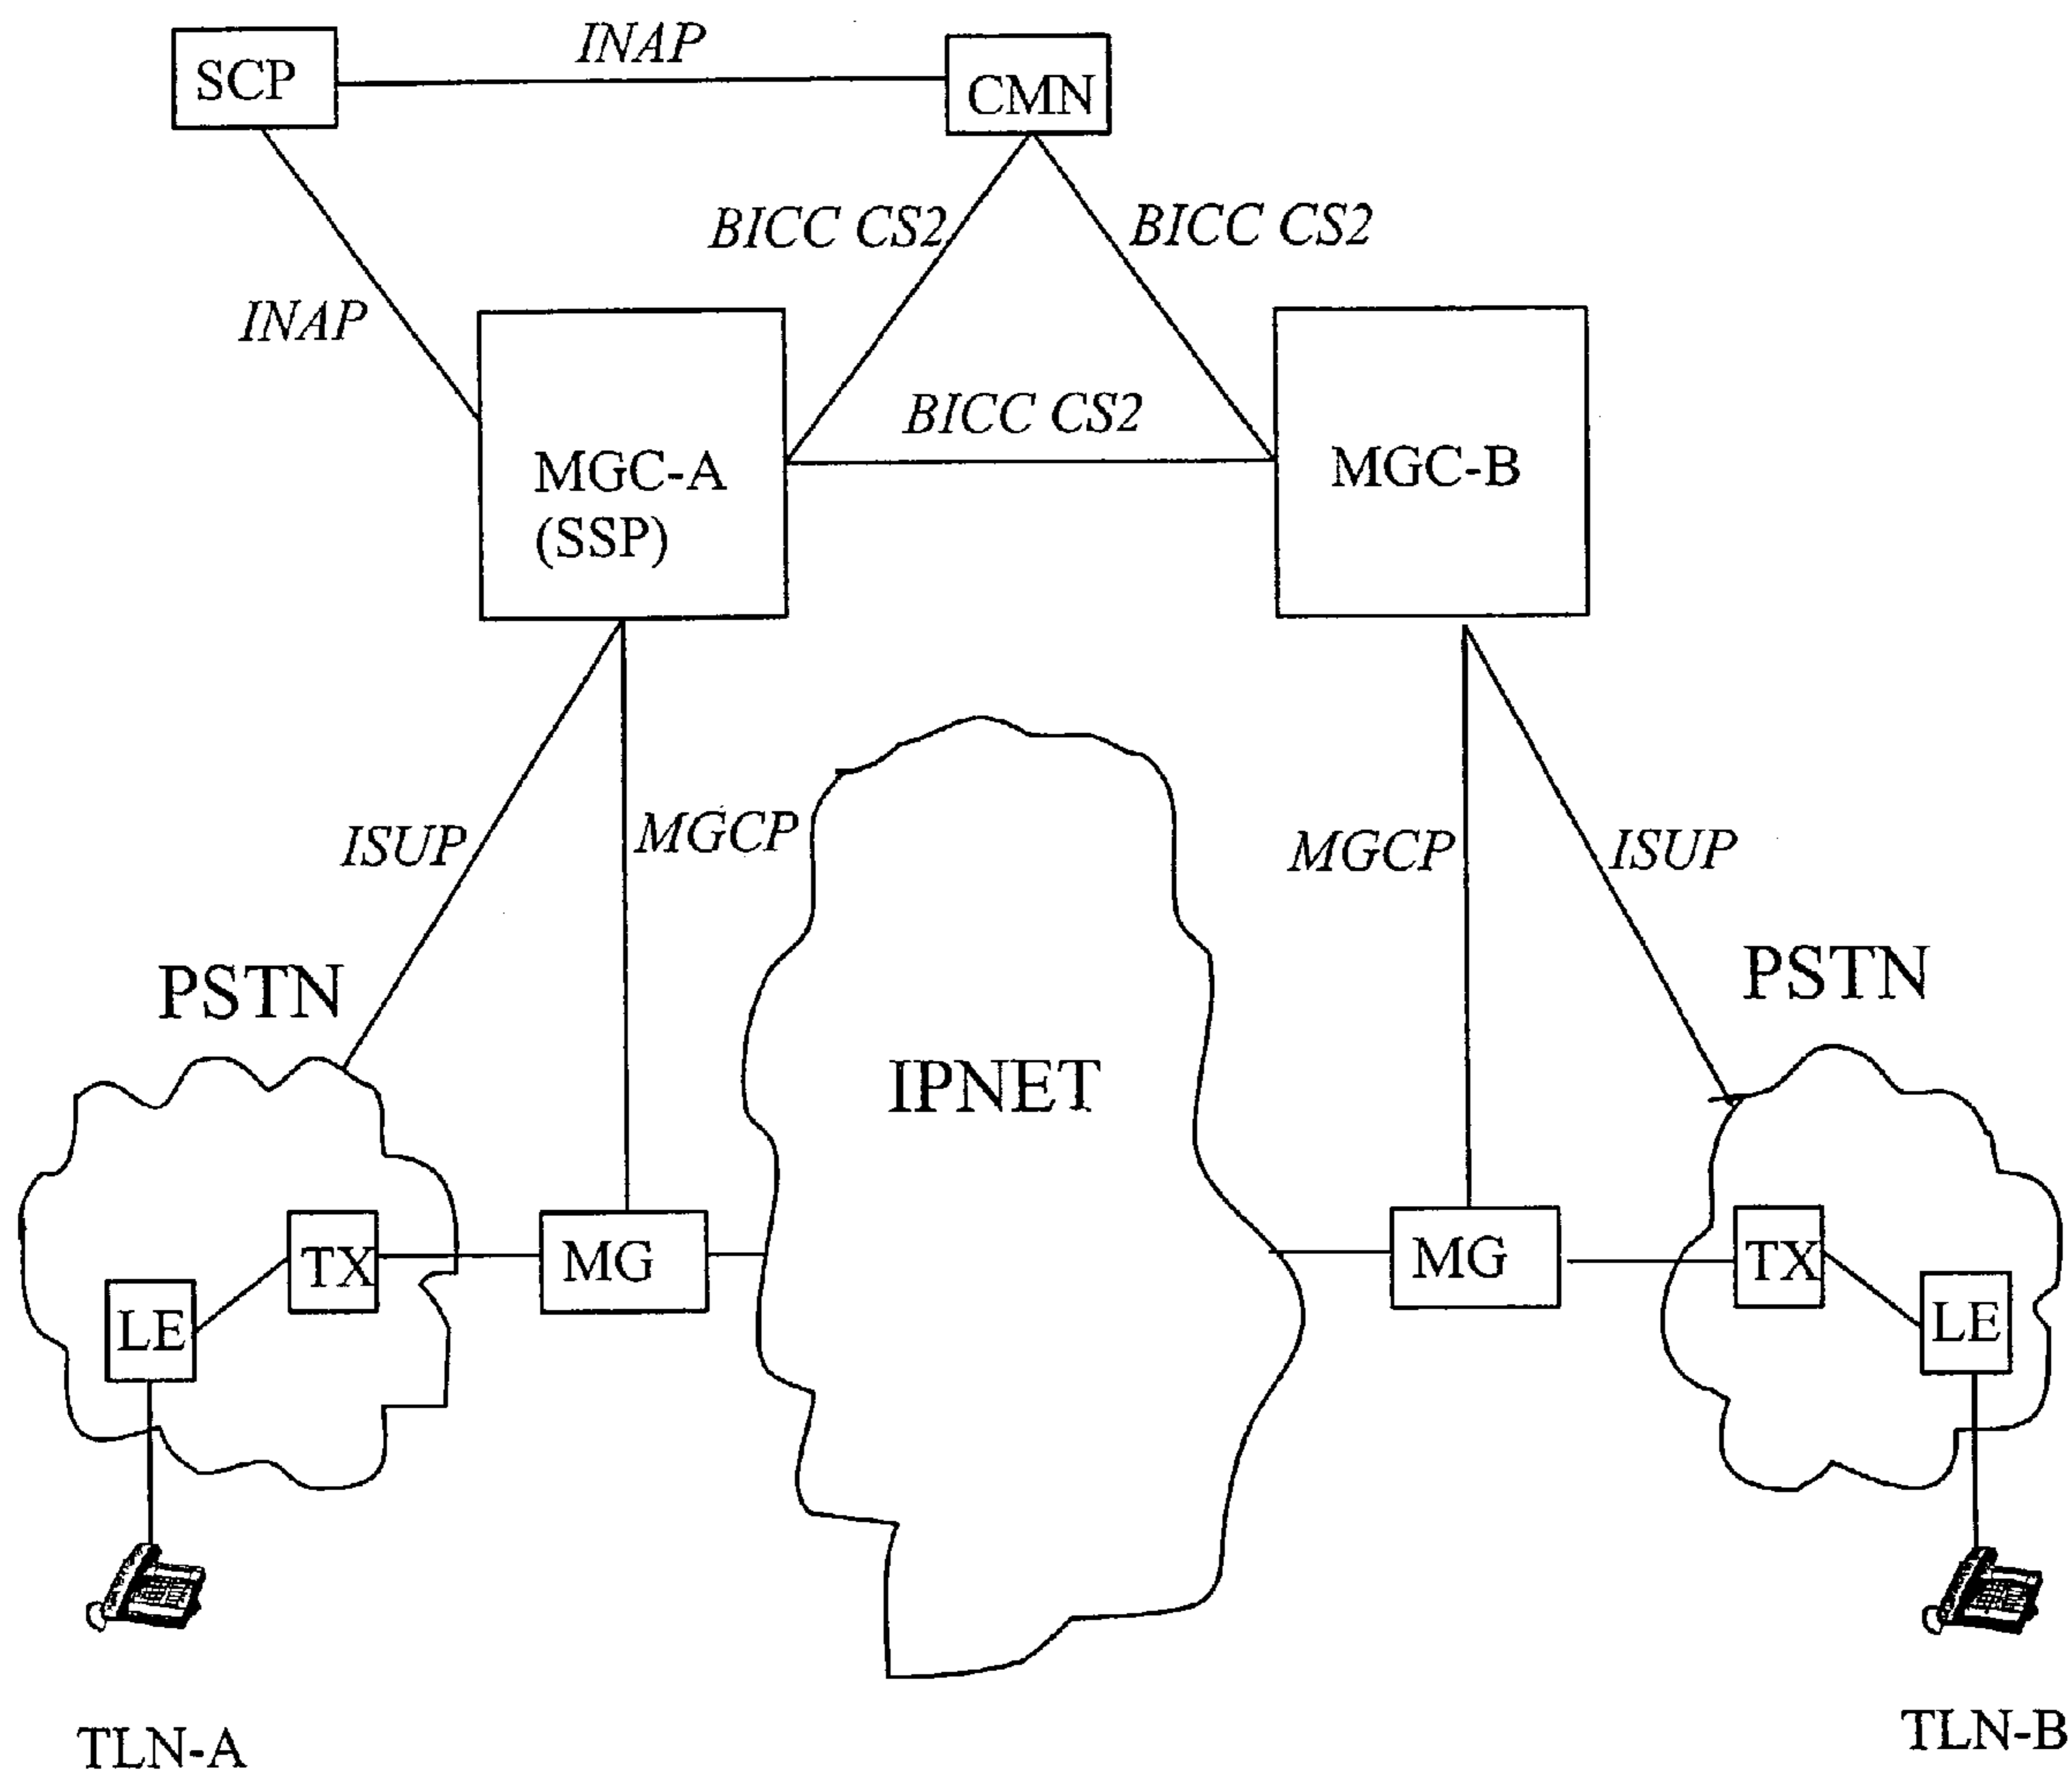 INAP
SCP
CMN
BICC CS2
BICC CS2
INAP
BICC CS2
MGC-A
(SSP)
MGC-B
ISUP
MGCP
MGCP
ISUP
PSTN
PSTN
IPNET
TX
MG
MG
TX
LE
LE
TLN-A
TLN-B